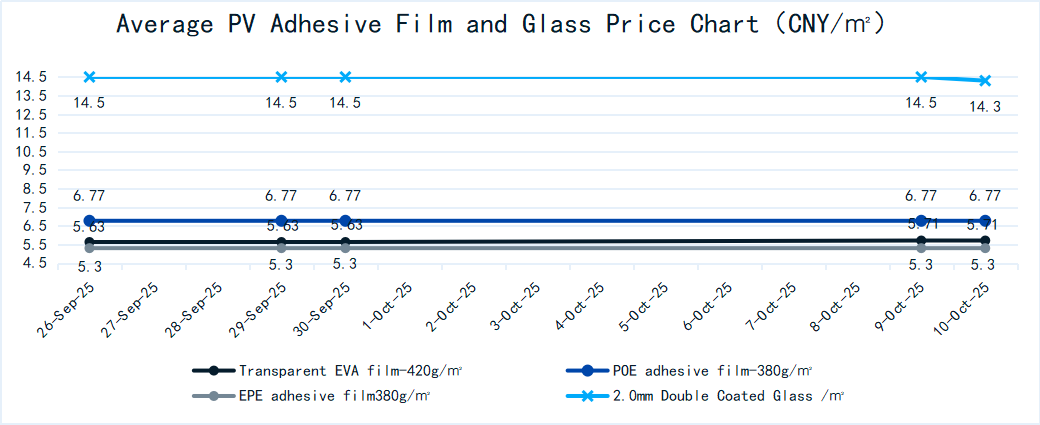 Average PV Adhesive Film and Glass Price Chart (CNY/㎡)
14.5
13.5
12.5
11.5
10.5
9.5
8.5
7.5
6.5
5.5
4.5
14.5 14.5 14.5 14.5 14.3
6.77 6.77 6.77 6.77 6.77
5.63 5.63 5.63 5.71 5.71
5.3 5.3 5.3 5.3 5.3
26-Sep-25 27-Sep-25 28-Sep-25 29-Sep-25 30-Sep-25 1-Oct-25 2-Oct-25 3-Oct-25 4-Oct-25 5-Oct-25 6-Oct-25 7-Oct-25 8-Oct-25 9-Oct-25 10-Oct-25
Transparent EVA film-420g/㎡ POE adhesive film-380g/㎡
EPE adhesive film380g/㎡ 2.0mm Double Coated Glass /㎡